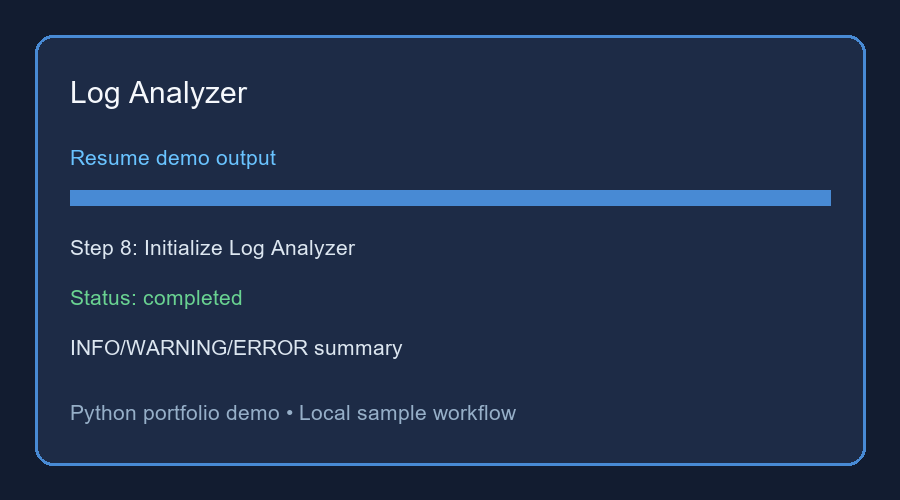 Log Analyzer
Resume demo output
Step 8: Initialize Log Analyzer
Status: completed
INFO/WARNING/ERROR summary
Python portfolio demo • Local sample workflow